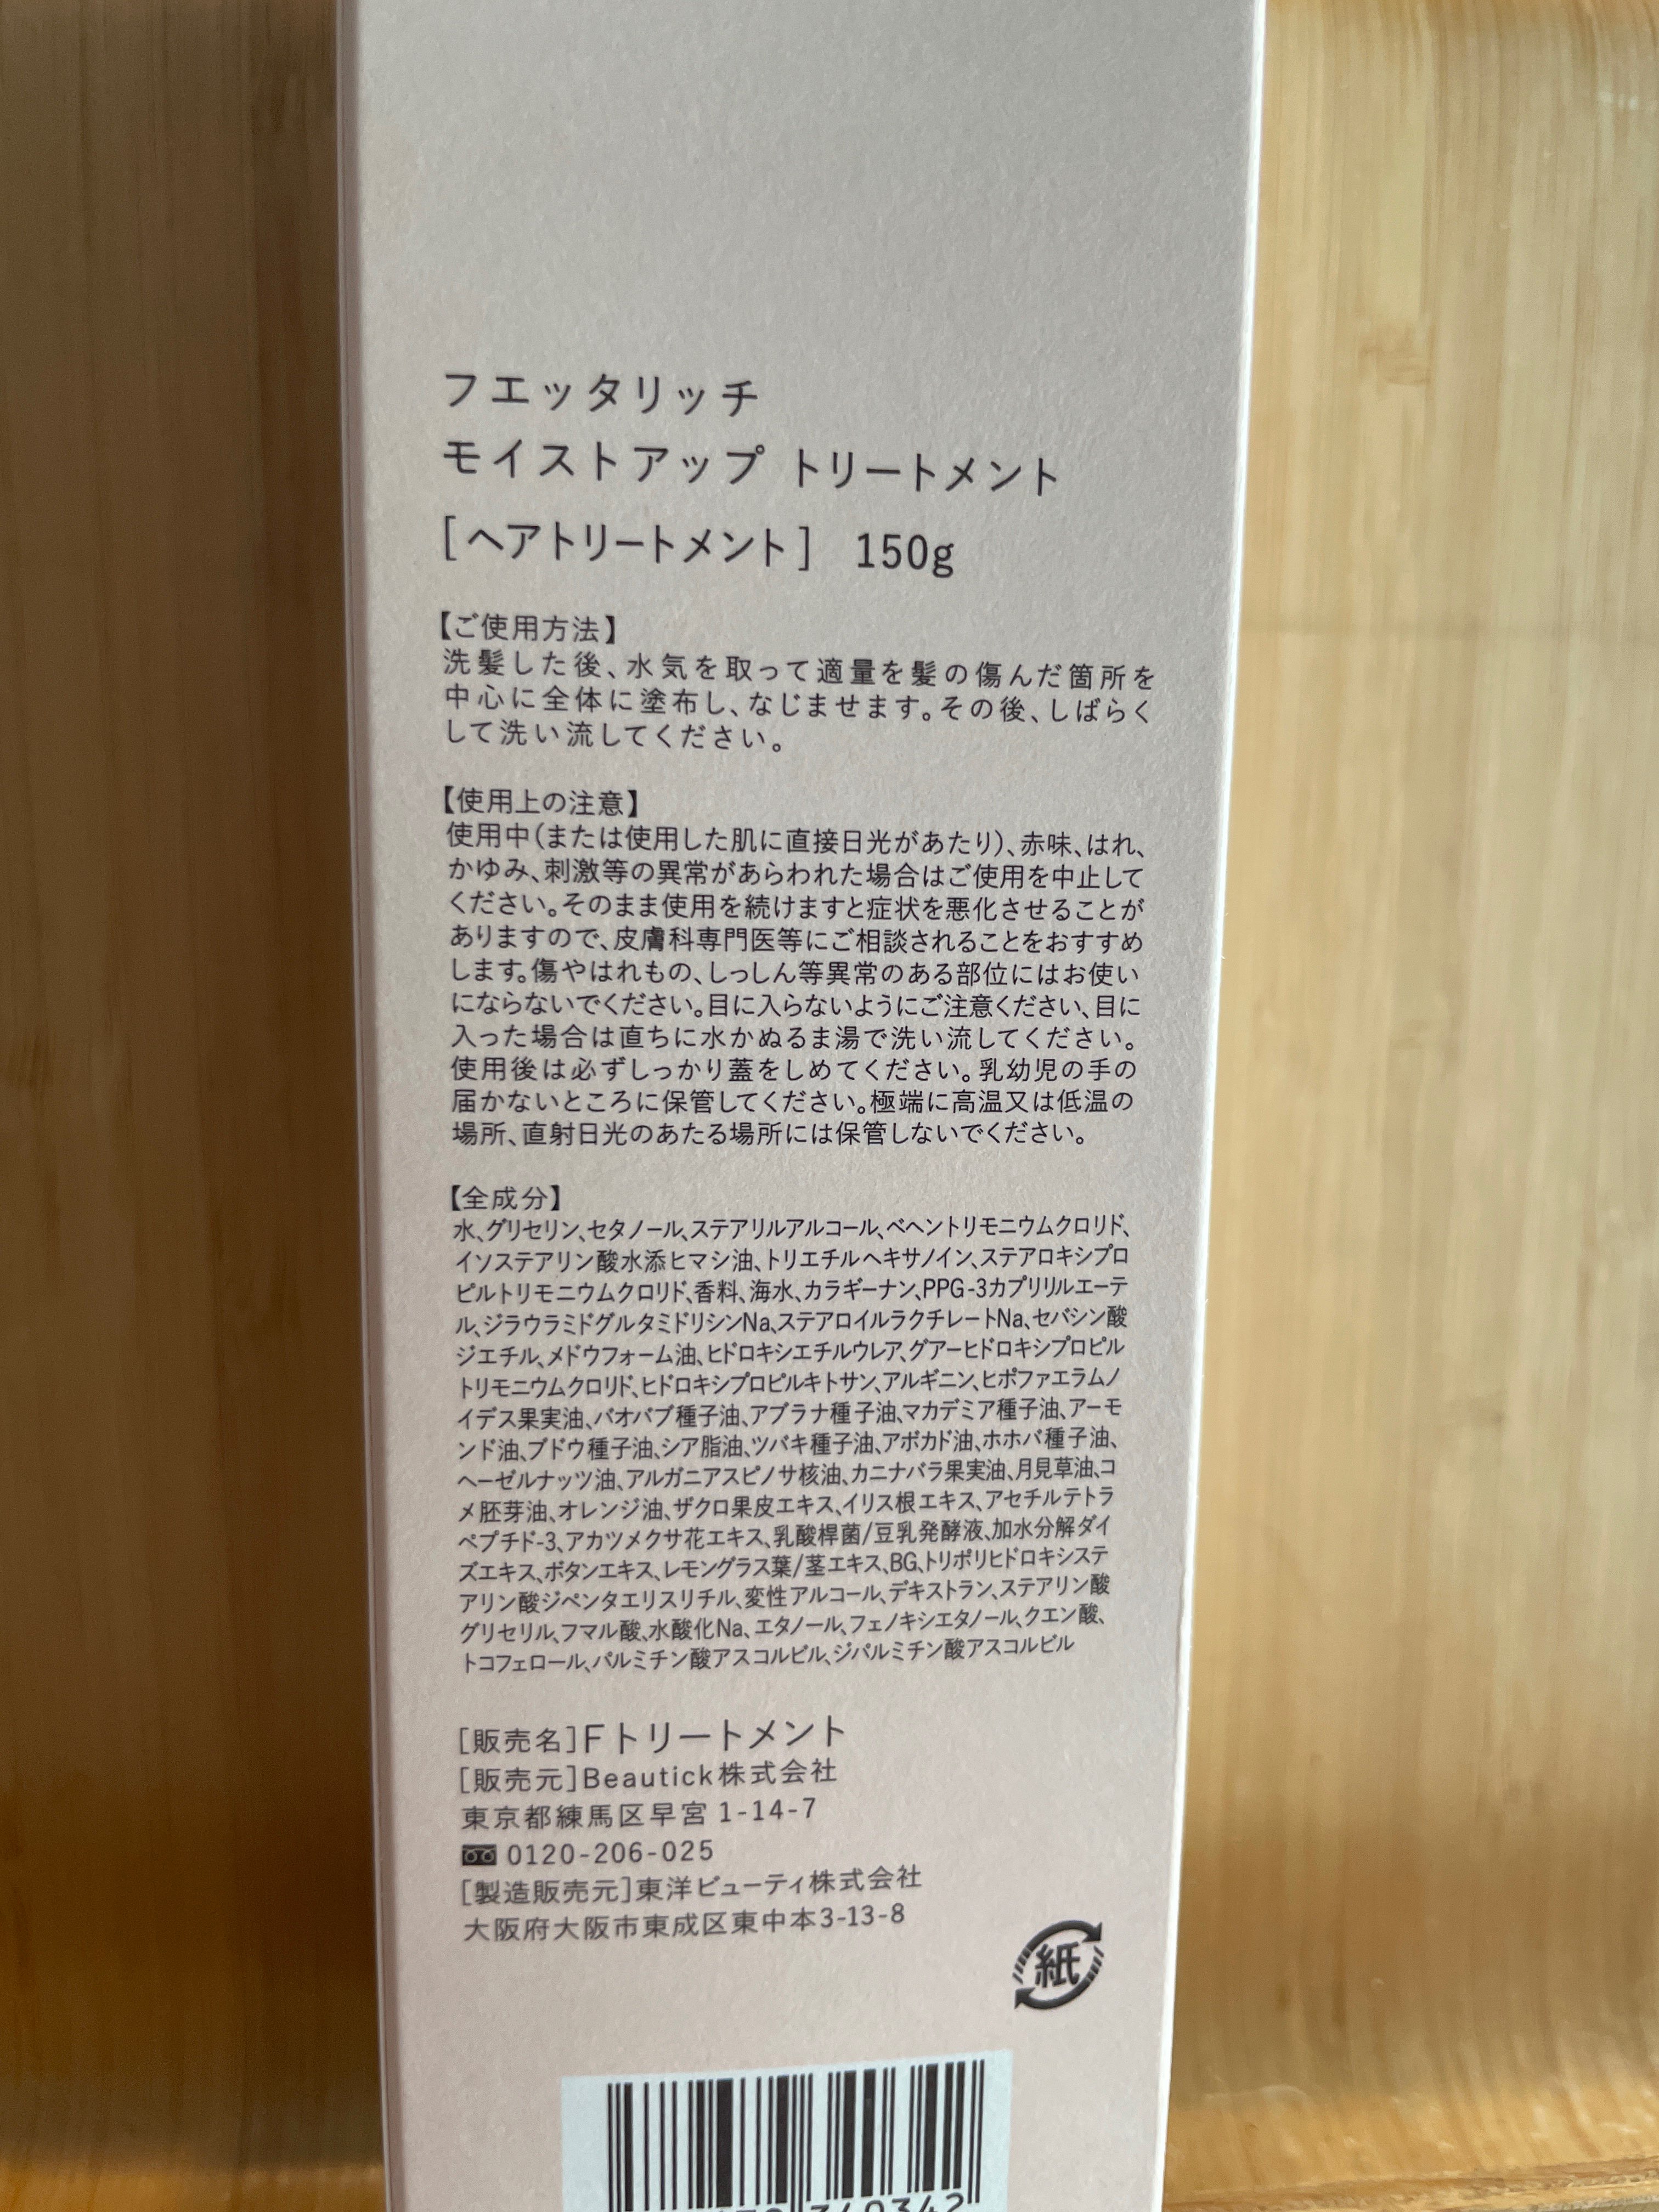 フエッタリッチ
モイストアップ トリートメント
[ヘアトリートメント] 150g
【ご使用方法】
洗髪した後、水気を取って適量を髪の傷んだ箇所を
中心に全体に塗布し、なじませます。その後、しばらく
して洗い流してください。
【使用上の注意】
使用中(または使用した肌に直接日光があたり)、赤味、はれ、
かゆみ、刺激等の異常があらわれた場合はご使用を中止して
ください。そのまま使用を続けますと症状を悪化させることが
ありますので、皮膚科専門医等にご相談されることをおすすめ
します。傷やはれもの、しっしん等異常のある部位にはお使い
にならないでください。目に入らないようにご注意ください、目に
入った場合は直ちに水かぬるま湯で洗い流してください。
使用後は必ずしっかり蓋をしめてください。乳幼児の手の
届かないところに保管してください。極端に高温又は低温の
場所、直射日光のあたる場所には保管しないでください。
【全成分】
水、グリセリン、セタノール、ステアリルアルコール、ベヘントリモニウムクロリド、
イソステアリン酸水添ヒマシ油、トリエチルヘキサノイン、ステアロキシプロ
ピルトリモニウムクロリド、香料、海水、カラギーナン、PPG-3カプリリルエーテ
ル、ジラウラミドグルタミドリシンNa、ステアロイルラクチレートNa、セバシン酸
ジエチル、メドウフォーム油、ヒドロキシエチルウレア、グアーヒドロキシプロピル
トリモニウムクロリド、ヒドロキシプロピルキトサン、アルギニン、ヒポファエラムノ
イデス果実油、バオバブ種子油、アブラナ種子油、マカデミア種子油、アーモ
ンド油、ブドウ種子油、シア脂油、ツバキ種子油、アボカド油、ホホバ種子油、
ヘーゼルナッツ油、アルガニアスピノサ核油、カニナバラ果実油、月見草油、コ
メ胚芽油、オレンジ油、ザクロ果皮エキス、イリス根エキス、アセチルテトラ
ペプチド-3、アカツメクサ花エキス、乳酸桿菌/豆乳発酵液、加水分解ダイ
ズエキス、ボタンエキス、レモングラス葉/茎エキス、BG、トリポリヒドロキシステ
アリン酸ジペンタエリスリチル、変性アルコール、デキストラン、ステアリン酸
グリセリル、フマル酸、水酸化Na、エタノール、フェノキシエタノール、クエン酸、
トコフェロール、パルミチン酸アスコルビル、ジパルミチン酸アスコルビル
[販売名]Fトリートメント
[販売元]Beautick株式会社
東京都練馬区早宮 1-14-7
0120-206-025
[製造販売元]東洋ビューティ株式会社
大阪府大阪市東成区東中本3-13-8
紙